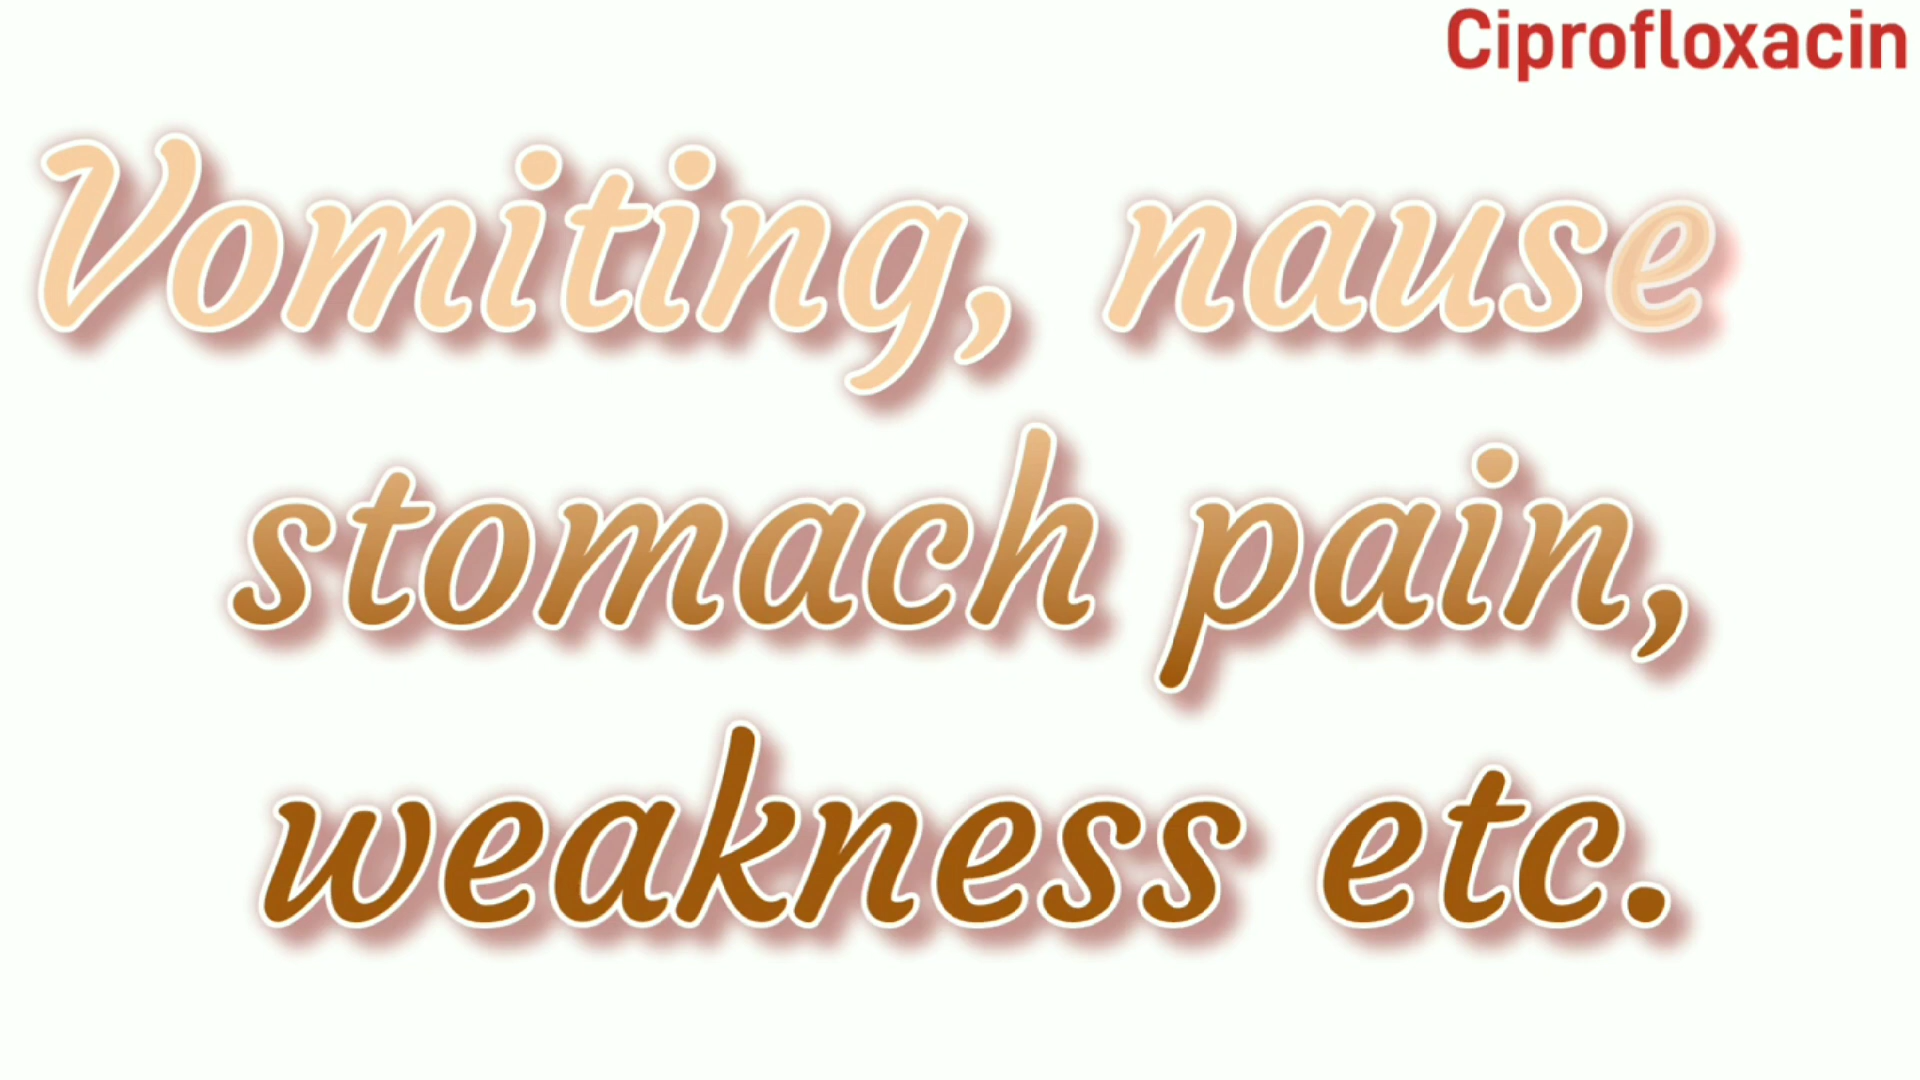 Ciprofloxacin
Vomiting, nause
stomach pain,
weakness etc.